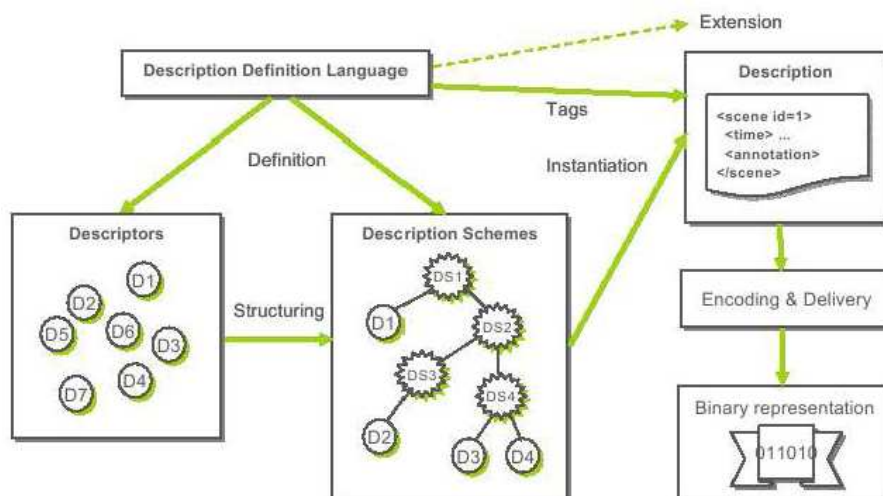 Extension
Description Definition Language
Description
Tags
<scene id=1>
<time> ...
<annotation>
</scene>
Definition
Instantiation
Descriptors
D1
D2
D5
D6
D3
D4
D7
Structuring
Description Schemes
DS1
D1
DS2
DS3
DS4
D2
D3
D4
Encoding & Delivery
Binary representation
011010